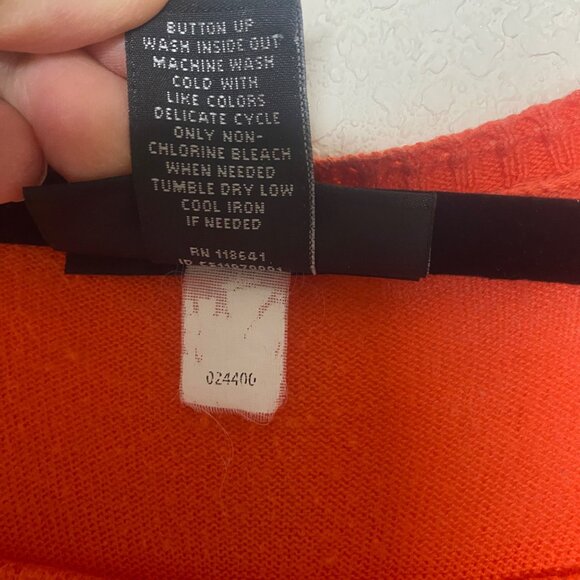 BUTTON UP
WASH INSIDE OUT
MACHINE WASH
COLD WITH
LIKE COLORS
DELICATE CYCLE
ONLY NON-
CHLORINE BLEACH
WHEN NEEDED
TUMBLE DRY LOW
COOL IRON
IF NEEDED
RN 118641
024406